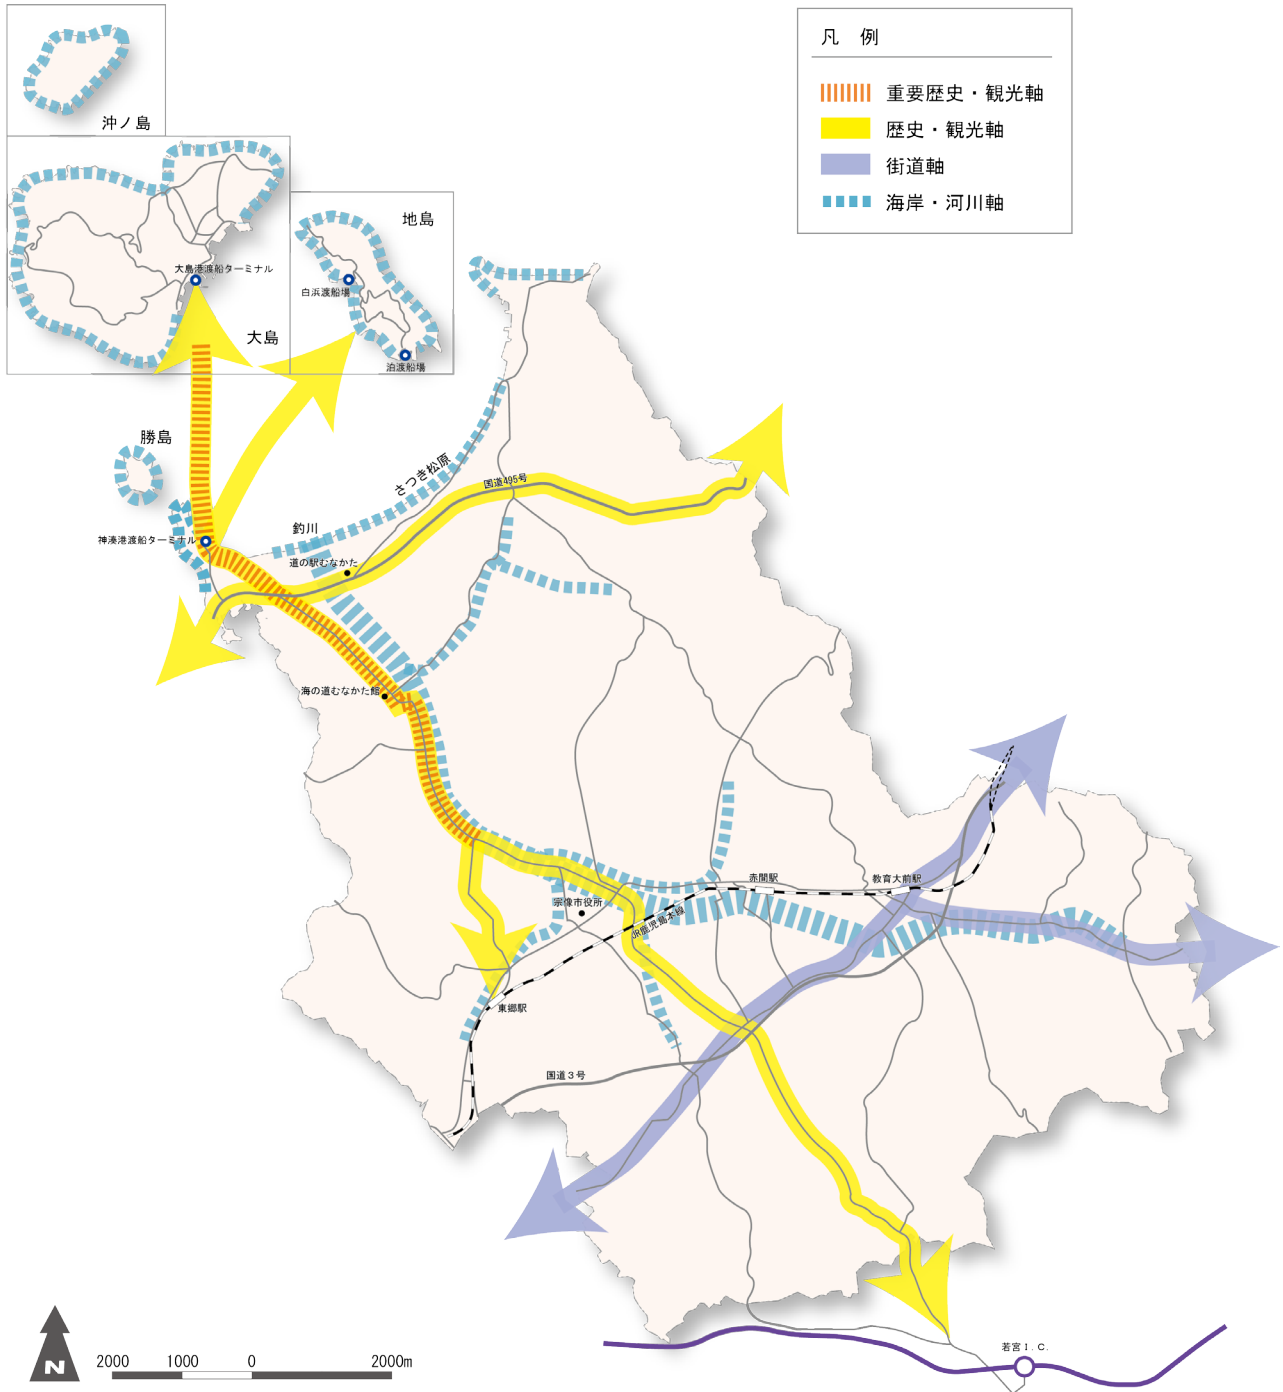 凡　例
重要歴史・観光軸
歴史・観光軸
街道軸
海岸・河川軸
沖ノ島
地島
大島港渡船ターミナル
白浜渡船場
大島
泊渡船場
勝島
さつき松原
国道495号
釣川
神湊港渡船ターミナル
道の駅むなかた
海の道むなかた館
赤間駅
教育大前駅
宗像市役所
JR鹿児島本線
東郷駅
国道3号
若宮I.C.
N
2000 1000 0 2000m